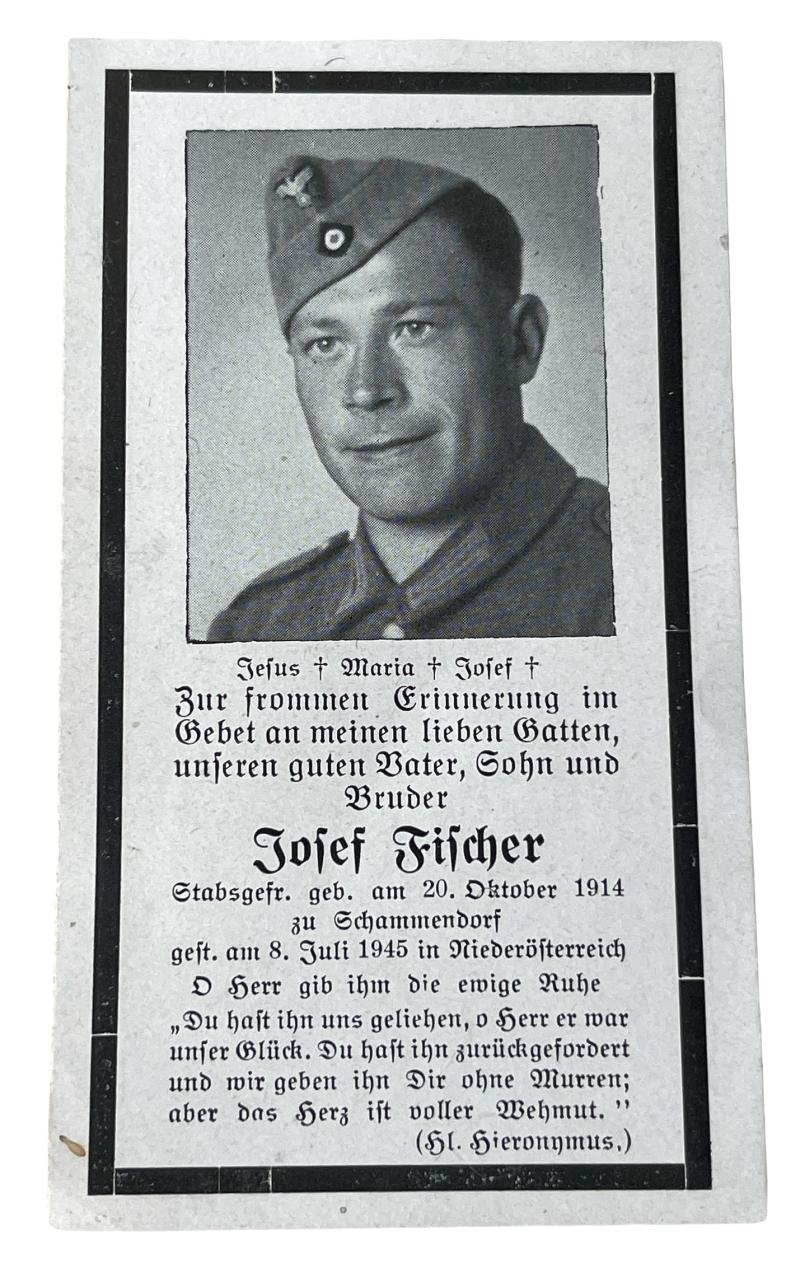 Jesus † Maria † Josef †
Zur frommen Erinnerung im
Gebet an meinen lieben Gatten,
unseren guten Vater, Sohn und
Bruder
Josef Fischer
Stabsgefr. geb. am 20. Oktober 1914
zu Schammendorf
gest. am 8. Juli 1945 in Niederösterreich
O Herr gib ihm die ewige Ruhe
„Du hast ihn uns geliehen, o Herr er war
unser Glück. Du hast ihn zurückgefordert
und wir geben ihn Dir ohne Murren;
aber das Herz ist voller Wehmut. ”
(Hl. Hieronymus.)